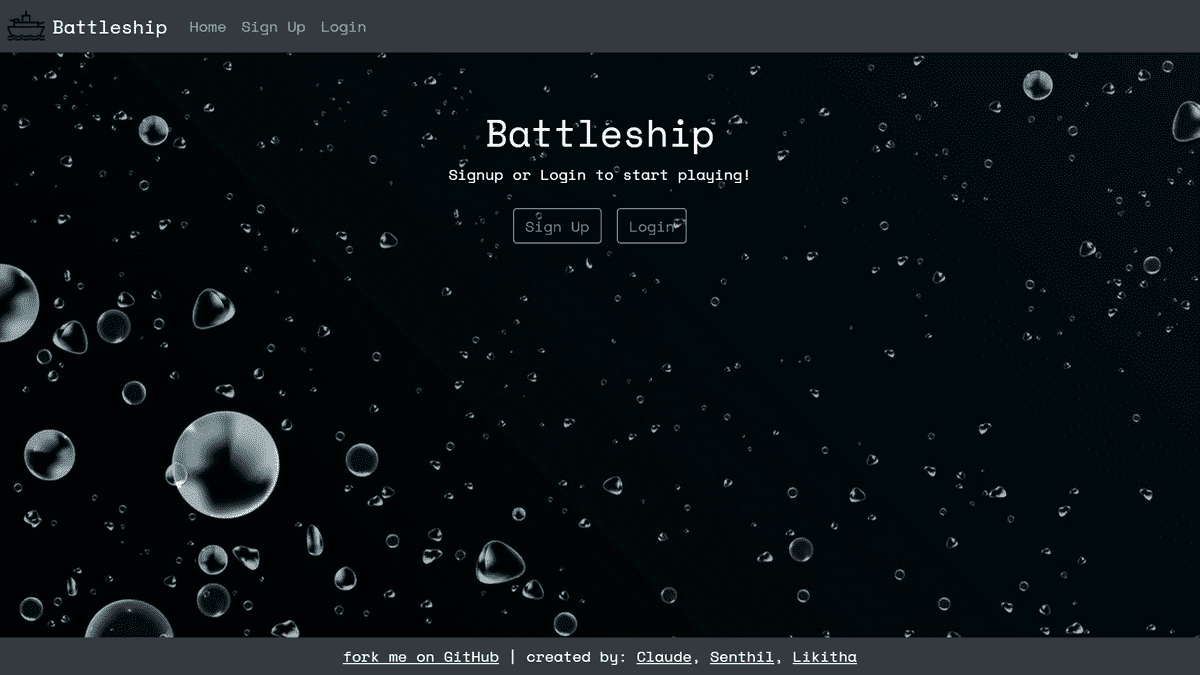 Battleship Home Sign Up Login
Battleship
Signup or Login to start playing!
Sign Up Login
fork me on GitHub | created by: Claude, Senthil, Likitha